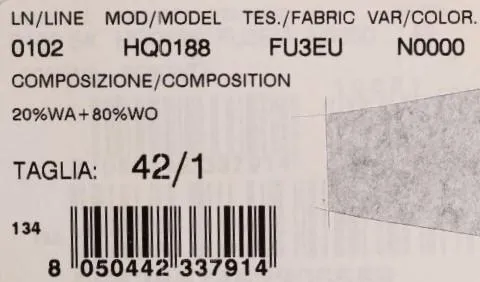 LN/LINE MOD/MODEL TES./FABRIC VAR/COLOR.
0102 HQ0188 FU3EU N0000
COMPOSIZIONE/COMPOSITION
20%WA+80%WO
TAGLIA: 42/1
134
8 050442 337914